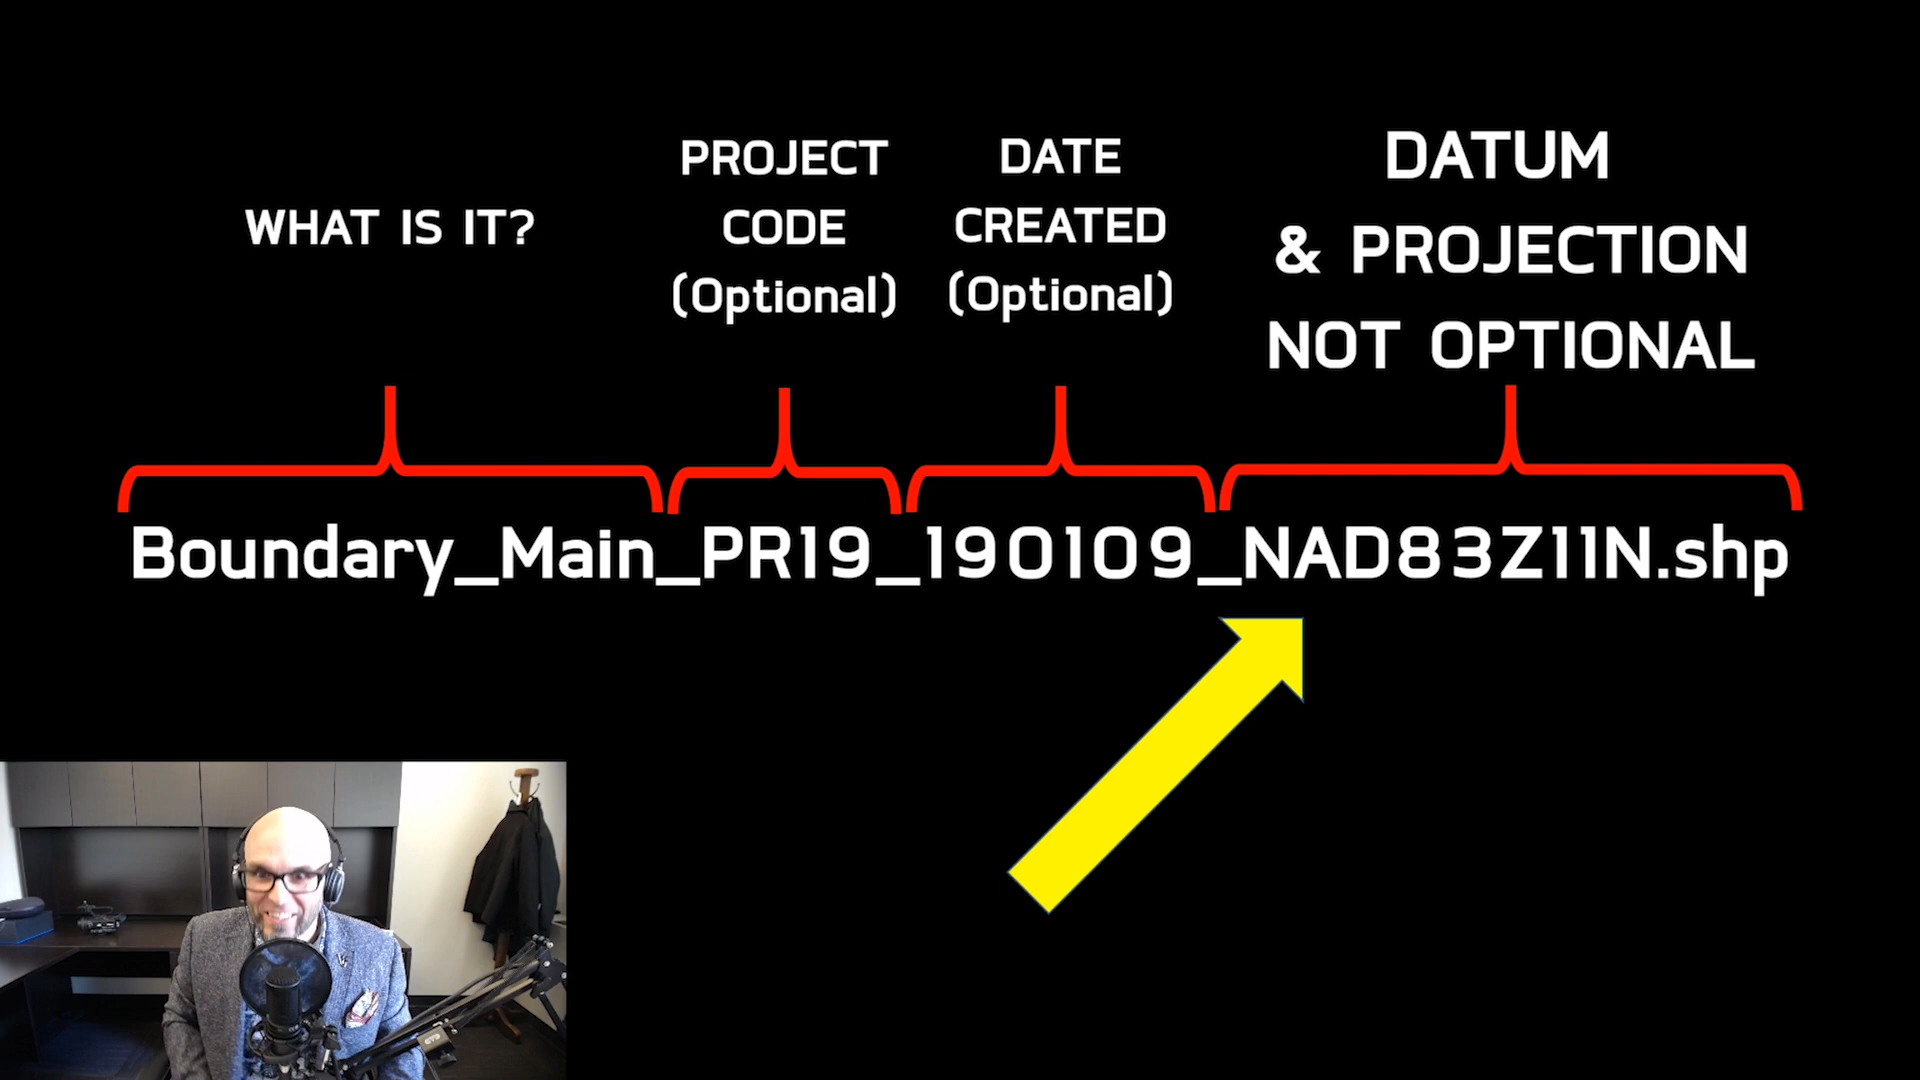 WHAT IS IT?
PROJECT
CODE
(Optional)
DATE
CREATED
(Optional)
DATUM
& PROJECTION
NOT OPTIONAL
Boundary_Main_PR19_190109_NAD83Z11N.shp